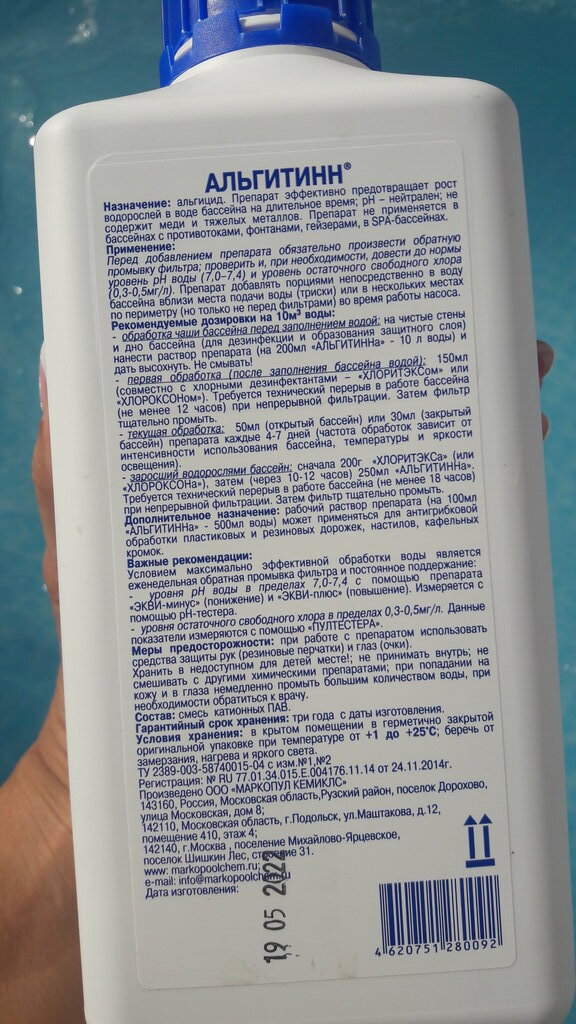 АЛЬГИТИНН®
Назначение: альгицид. Препарат эффективно предотвращает рост
водорослей в воде бассейна на длительное время; рН – нейтрален; не
содержит меди и тяжелых металлов. Препарат не применяется в
бассейнах с противотоками, фонтанами, гейзерами, в SPA-бассейнах.
Применение:
Перед добавлением препарата обязательно произвести обратную
промывку фильтра; проверить и, при необходимости, довести до нормы
уровень рН воды (7,0–7,4) и уровень остаточного свободного хлора
(0,3-0,5мг/л). Препарат добавлять порциями непосредственно в воду
бассейна вблизи места подачи воды (триски) или в нескольких местах
по периметру (но только не перед фильтрами) во время работы насоса.
Рекомендуемые дозировки на 10м³ воды:
- обработка чаши бассейна перед заполнением водой: на чистые стены
и дно бассейна (для дезинфекции и образования защитного слоя)
нанести раствор препарата (на 200мл «АЛЬГИТИННа» - 10 л воды) и
дать высохнуть. Не смывать!
- первая обработка (после заполнения бассейна водой): 150мл
(совместно с хлорными дезинфектантами – «ХЛОРИТЭКСом» или
«ХЛОРОКСОНом»). Требуется технический перерыв в работе бассейна
(не менее 12 часов) при непрерывной фильтрации. Затем фильтр
тщательно промыть.
- текущая обработка: 50мл (открытый бассейн) или 30мл (закрытый
бассейн) препарата каждые 4-7 дней (частота обработок зависит от
интенсивности использования бассейна, температуры и яркости
освещения).
- заросший водорослями бассейн: сначала 200г «ХЛОРИТЭКСа» (или
«ХЛОРОКСОНа»), затем (через 10-12 часов) 250мл «АЛЬГИТИННа».
Требуется технический перерыв в работе бассейна (не менее 18 часов)
при непрерывной фильтрации. Затем фильтр тщательно промыть.
Дополнительное назначение: рабочий раствор препарата (на 100мл
«АЛЬГИТИННа» - 500мл воды) может применяться для антигрибковой
обработки пластиковых и резиновых дорожек, настилов, кафельных
кромок.
Важные рекомендации:
Условием максимально эффективной обработки воды является
еженедельная обратная промывка фильтра и постоянное поддержание:
- уровня рН воды в пределах 7,0-7,4 с помощью препарата
«ЭКВИ-минус» (понижение) и «ЭКВИ-плюс» (повышение). Измеряется с
помощью рН-тестера.
- уровня остаточного свободного хлора в пределах 0,3-0,5мг/л. Данные
показатели измеряются с помощью «ПУЛТЕСТЕРА».
Меры предосторожности: при работе с препаратом использовать
средства защиты рук (резиновые перчатки) и глаз (очки).
Хранить в недоступном для детей месте!; не принимать внутрь; не
смешивать с другими химическими препаратами; при попадании на
кожу и в глаза немедленно промыть большим количеством воды, при
необходимости обратиться к врачу.
Состав: смесь катионных ПАВ.
Гарантийный срок хранения: три года с даты изготовления.
Условия хранения: в крытом помещении в герметично закрытой
оригинальной упаковке при температуре от +1 до +25°С; беречь от
замерзания, нагрева и яркого света.
ТУ 2389-003-58740015-04 с изм.№1,№2
Регистрация: № RU 77.01.34.015.Е.004176.11.14 от 24.11.2014г.
Произведено ООО «МАРКОПУЛ КЕМИКЛС»
143160, Россия, Московская область,Рузский район, поселок Дорохово,
улица Московская, дом 8;
142110, Московская область, г.Подольск, ул.Маштакова, д.12,
помещение 410, этаж 4;
142140, г.Москва , поселение Михайлово-Ярцевское,
поселок Шишкин Лес, строение 31.
www: markopoolchem.ru;
e-mail: info@markopoolchem.ru
Дата изготовления:
19 05 2022
4 620751 280092